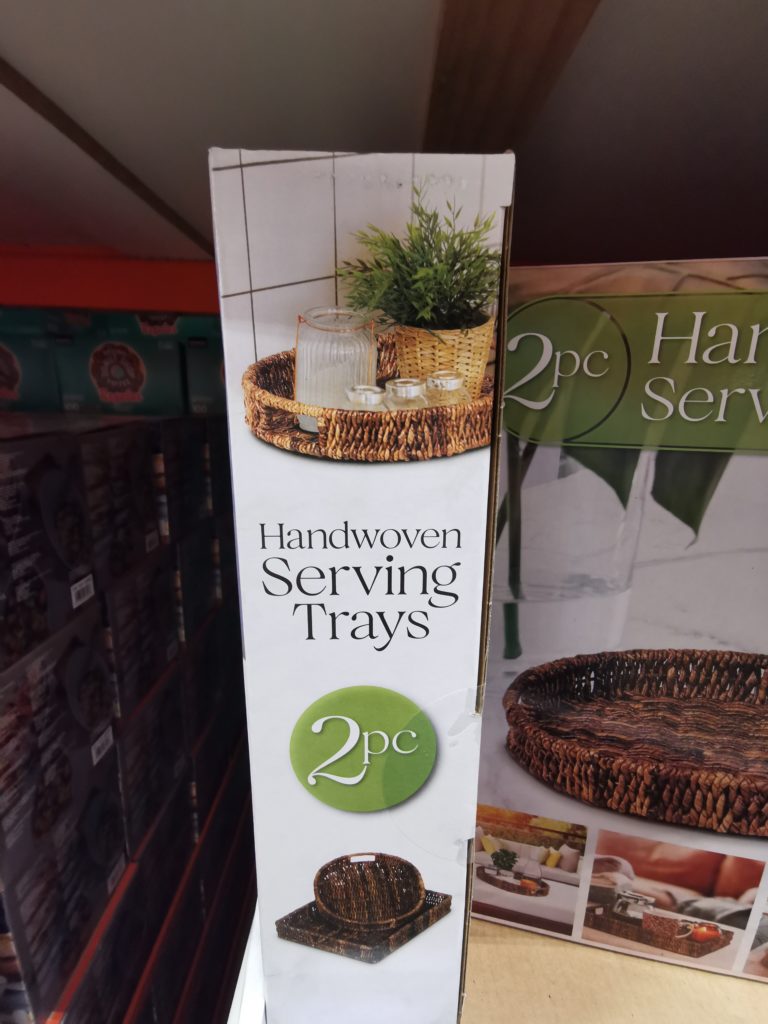 Handwoven
Serving
Trays
2pc
2pc
Han
Serv